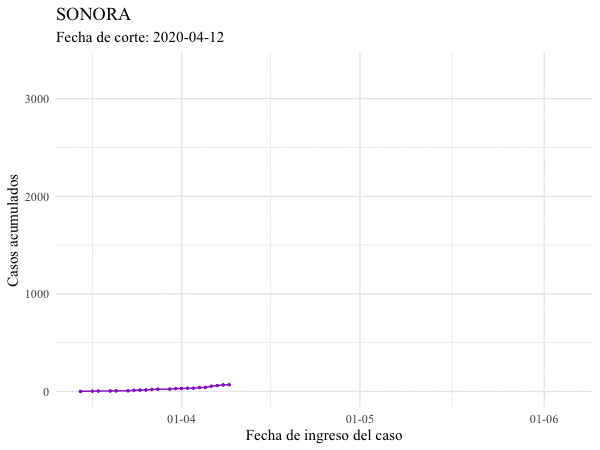 SONORA
Fecha de corte: 2020-04-12
Casos acumulados
3000
2000
1000
0
01-04
01-05
01-06
Fecha de ingreso del caso